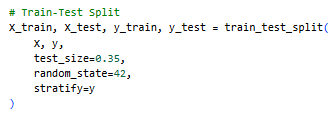 # Train-Test Split
X_train, X_test, y_train, y_test = train_test_split(
    X, y,
    test_size=0.35,
    random_state=42,
    stratify=y
)